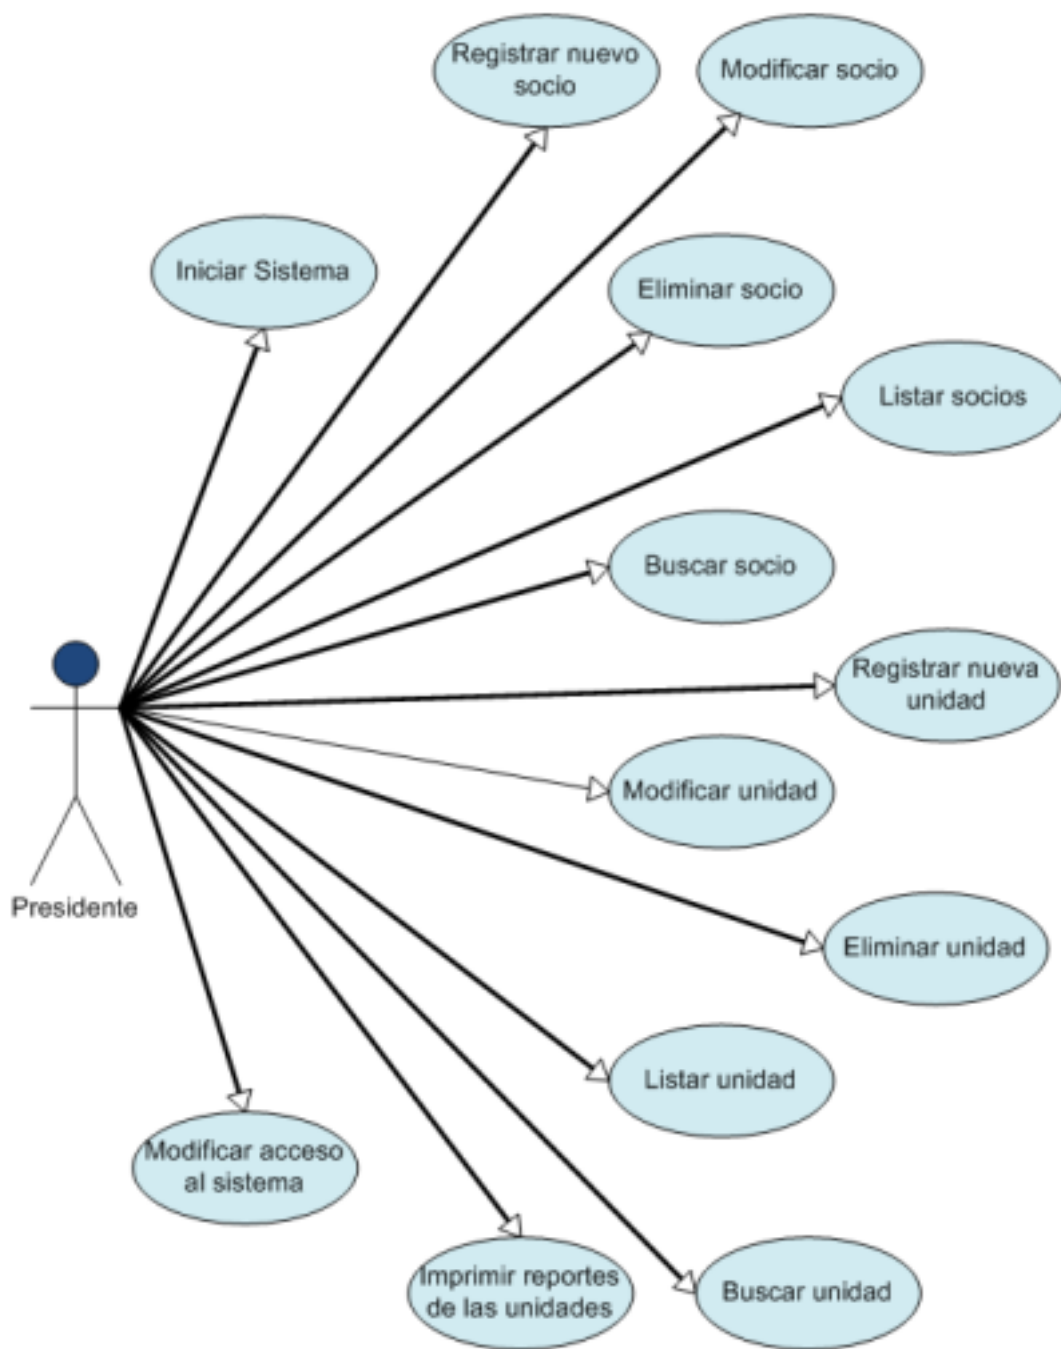 Registrar nuevo
socio
Modificar socio
Iniciar Sistema
Eliminar socio
Listar socios
Buscar socio
Registrar nueva
unidad
Modificar unidad
Presidente
Eliminar unidad
Listar unidad
Modificar acceso
al sistema
Imprimir reportes
de las unidades
Buscar unidad